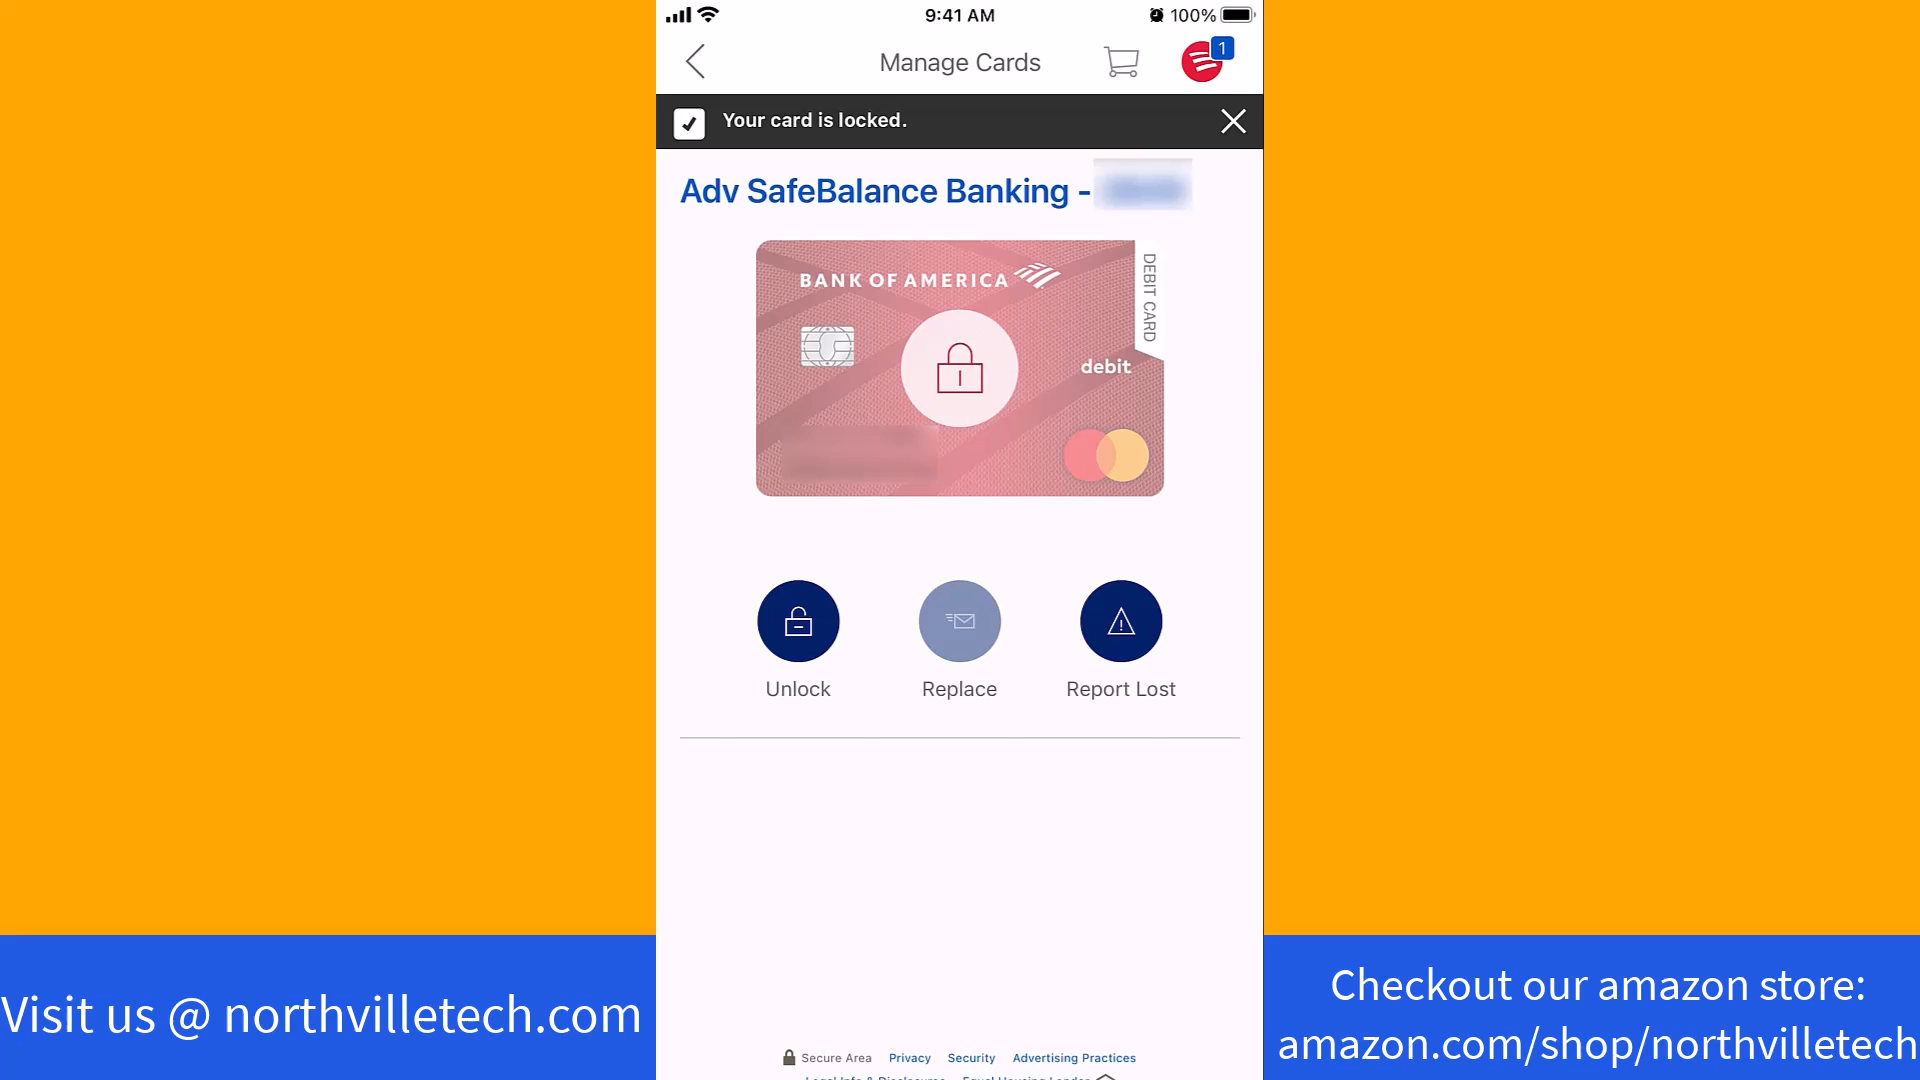 9:41 AM
100%
Manage Cards
1
Your card is locked.
Adv SafeBalance Banking -
BANK OF AMERICA
DEBIT CARD
debit
Unlock
Replace
Report Lost
Visit us @ northvilletech.com
Checkout our amazon store:
amazon.com/shop/northvilletech
Secure Area Privacy Security Advertising Practices